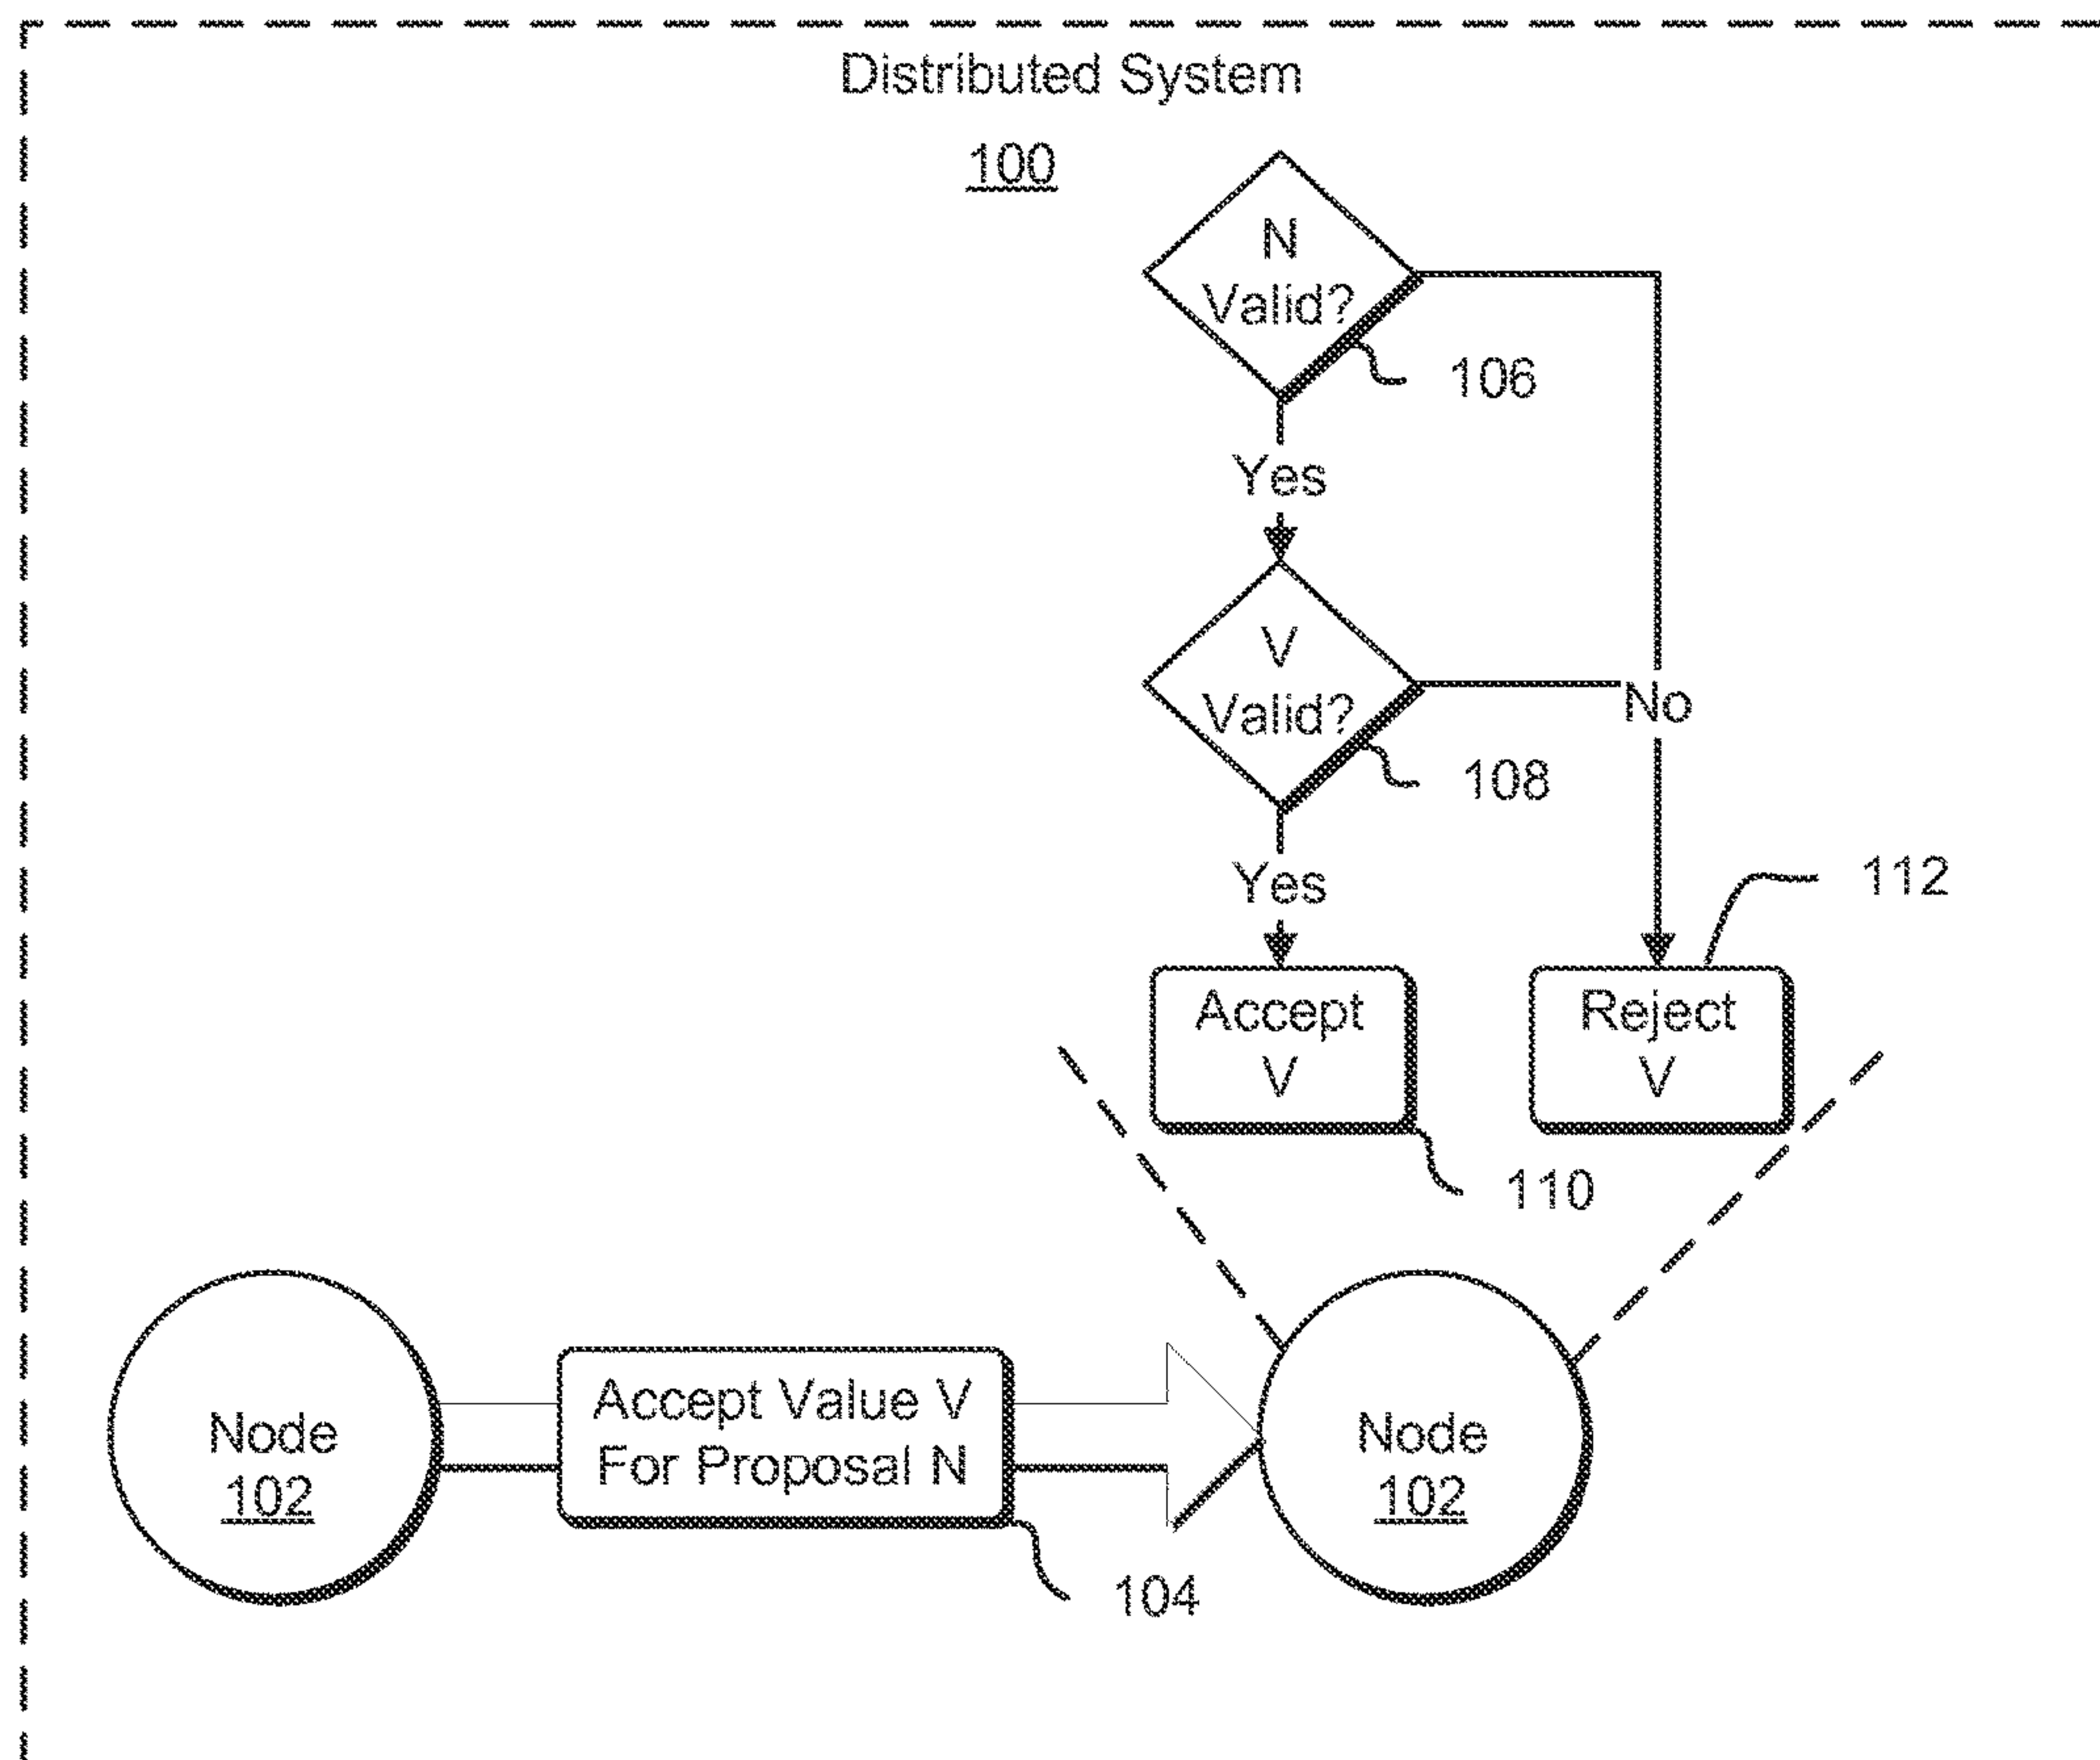 Distributed System
100
N
Valid?
106
Yes
V
Valid?
No
108
Yes
112
Accept
V
Reject
V
110
Node
102
Accept Value V
For Proposal N
Node
102
104